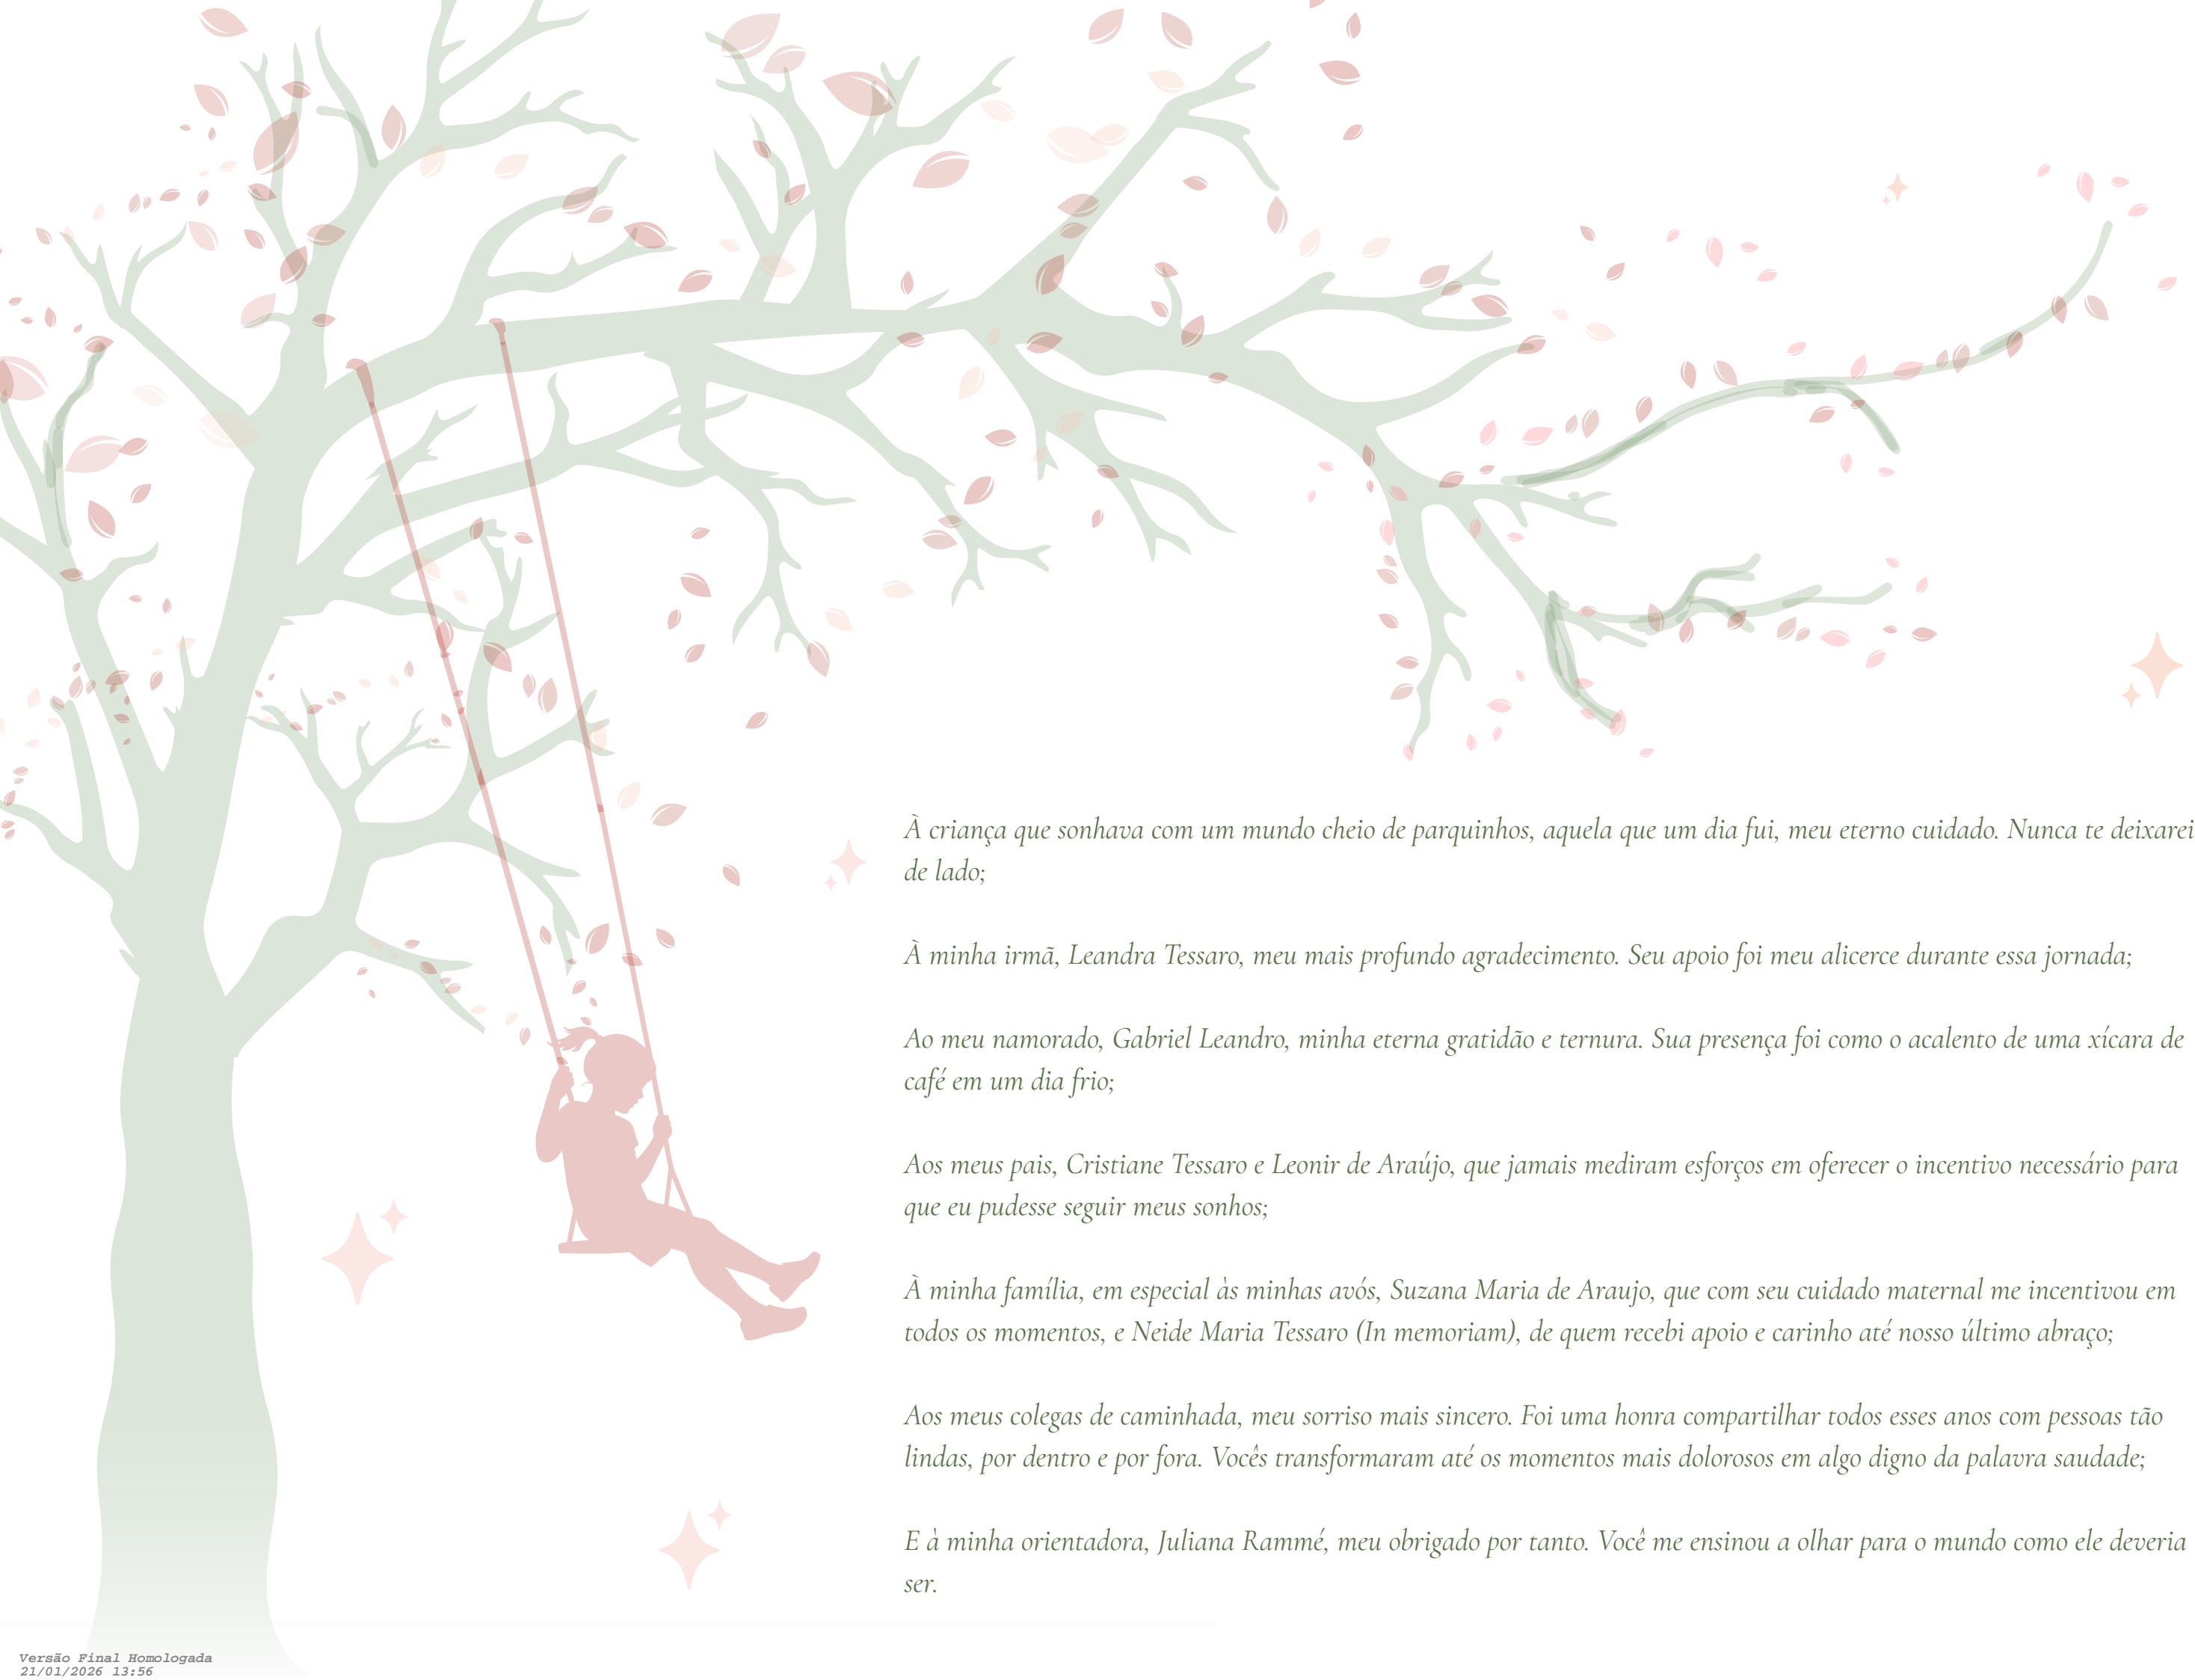 À criança que sonhava com um mundo cheio de parquinhos, aquela que um dia fui, meu eterno cuidado. Nunca te deixarei
de lado;
À minha irmã, Leandra Tessaro, meu mais profundo agradecimento. Seu apoio foi meu alicerce durante essa jornada;
Ao meu namorado, Gabriel Leandro, minha eterna gratidão e ternura. Sua presença foi como o acalento de uma xícara de
café em um dia frio;
Aos meus pais, Cristiane Tessaro e Leonir de Araújo, que jamais mediram esforços em oferecer o incentivo necessário para
que eu pudesse seguir meus sonhos;
À minha família, em especial às minhas avós, Suzana Maria de Araujo, que com seu cuidado maternal me incentivou em
todos os momentos, e Neide Maria Tessaro (In memoriam), de quem recebi apoio e carinho até nosso último abraço;
Aos meus colegas de caminhada, meu sorriso mais sincero. Foi uma honra compartilhar todos esses anos com pessoas tão
lindas, por dentro e por fora. Vocês transformaram até os momentos mais dolorosos em algo digno da palavra saudade;
E à minha orientadora, Juliana Rammé, meu obrigado por tanto. Você me ensinou a olhar para o mundo como ele deveria
ser.
Versão Final Homologada
21/01/2026 13:56